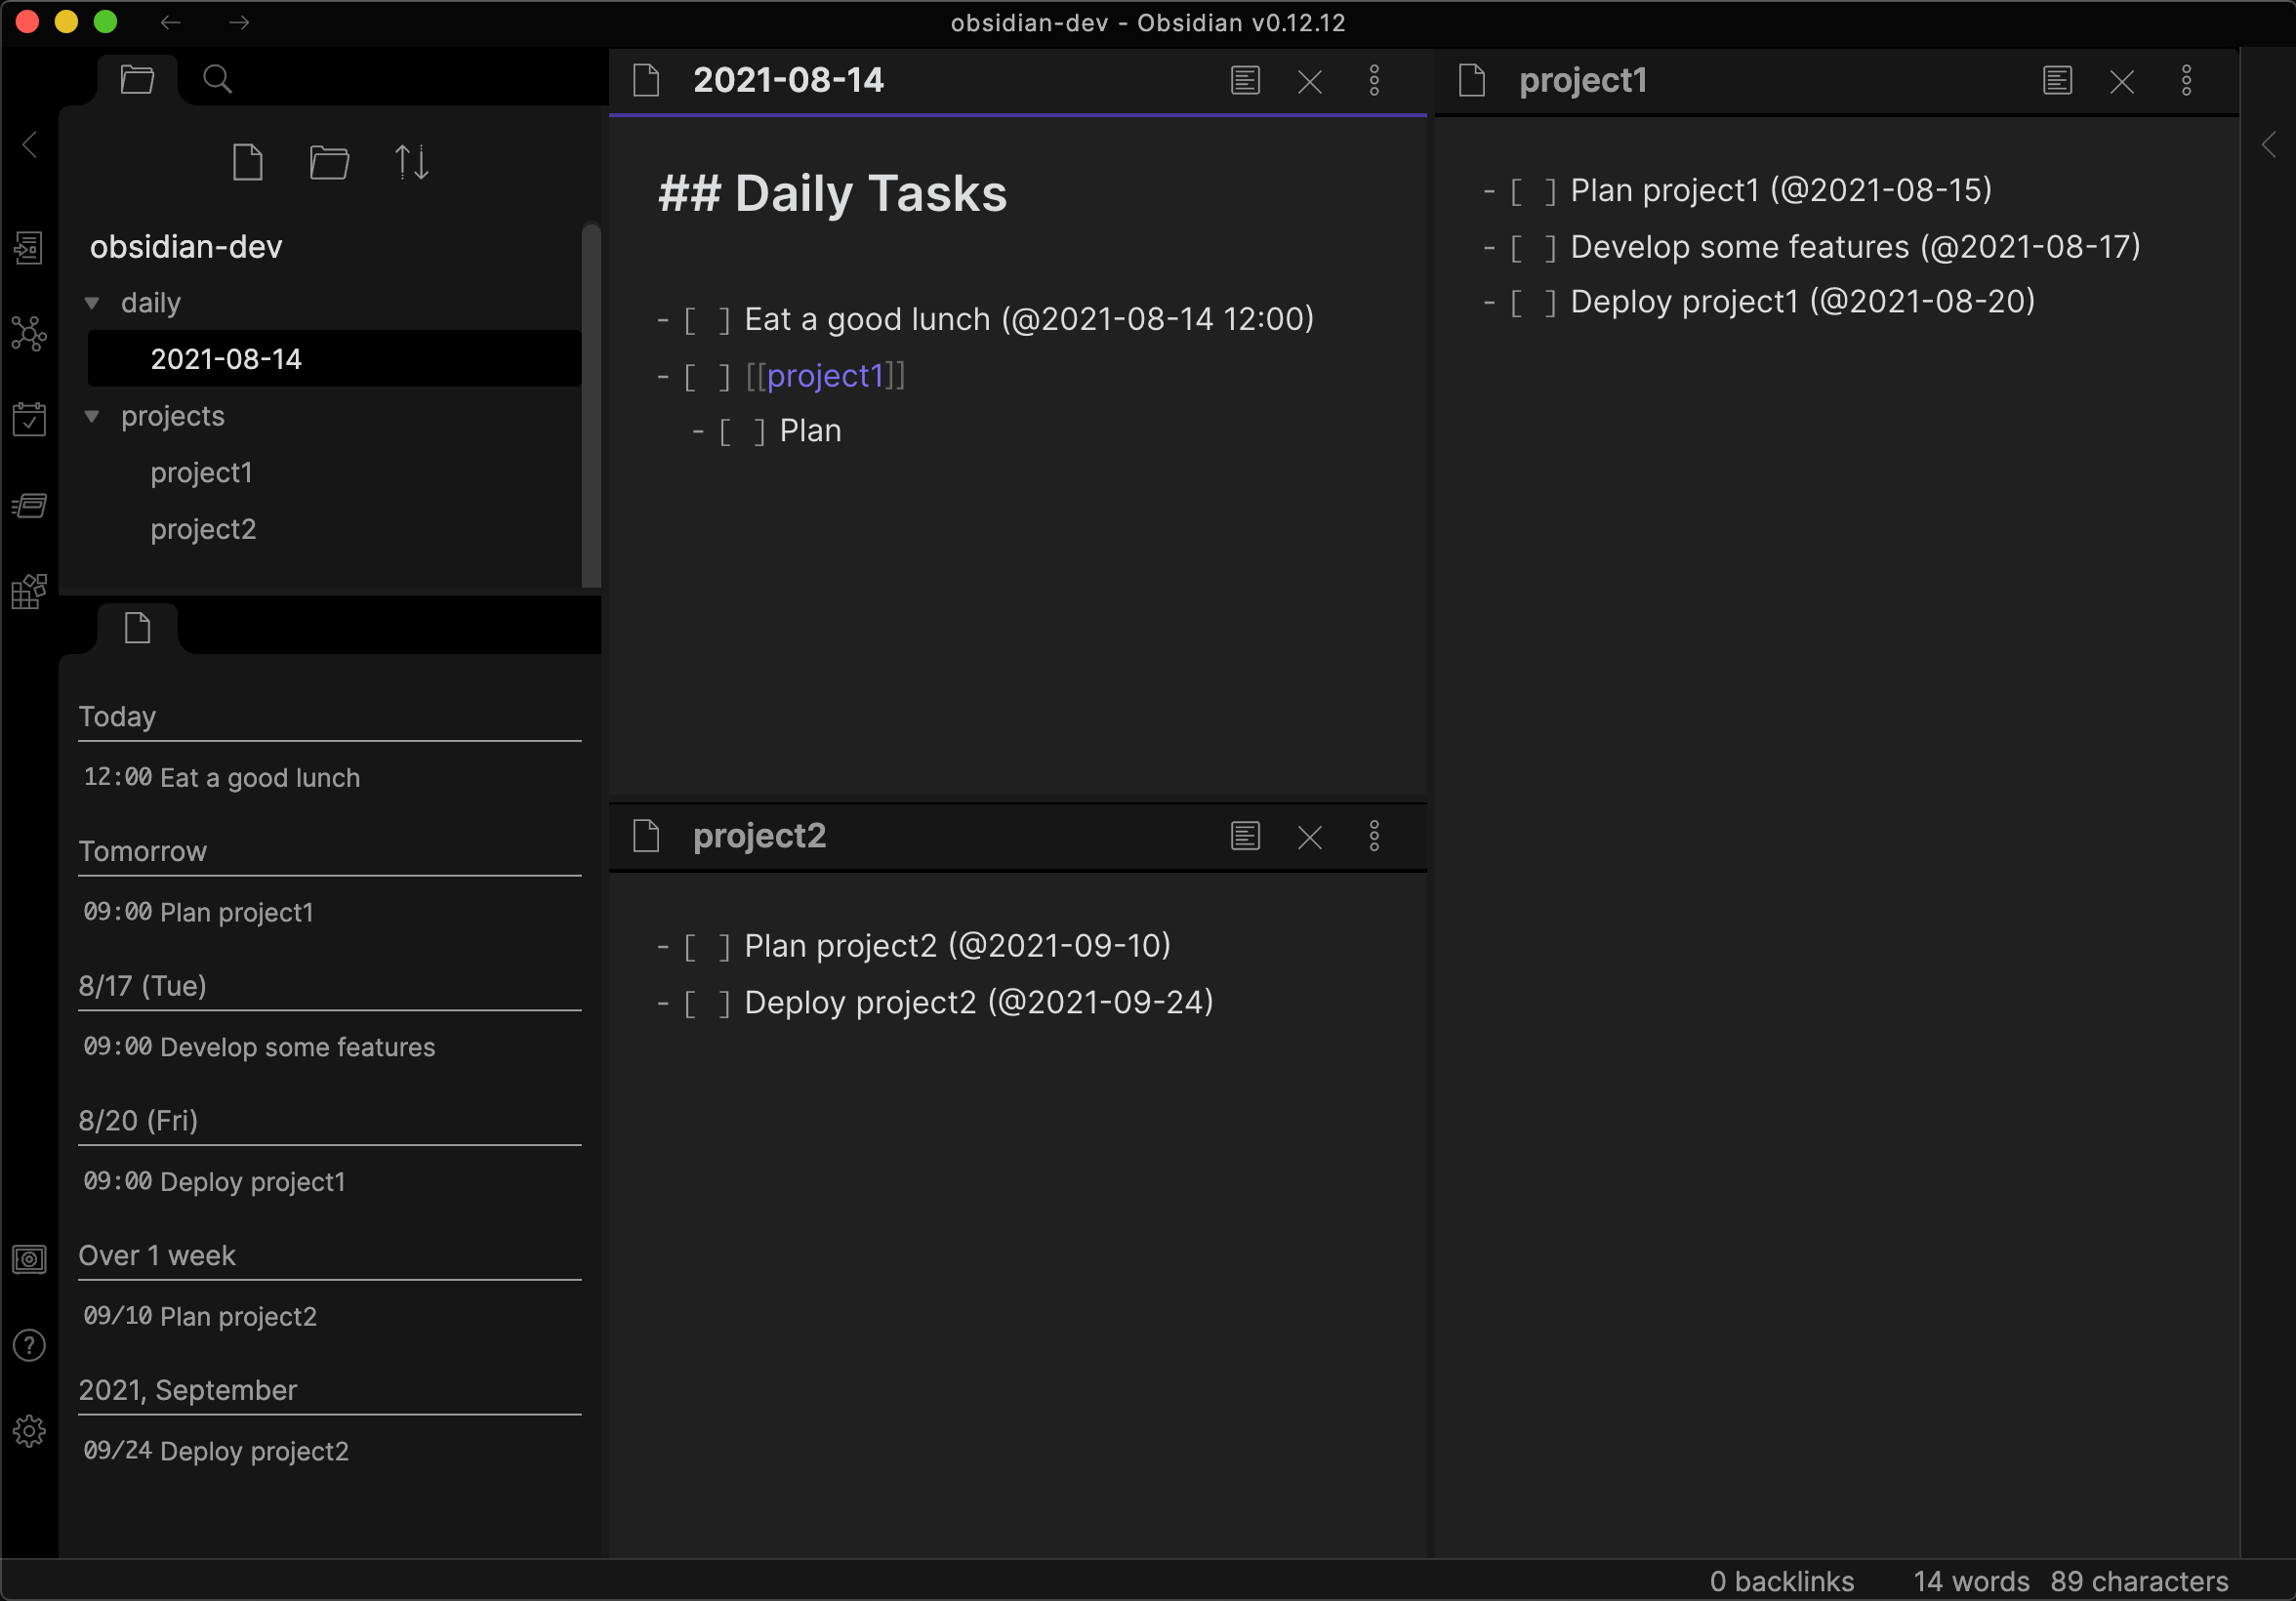 obsidian-dev - Obsidian v0.12.12
obsidian-dev
daily
2021-08-14
projects
project1
project2
Today
12:00 Eat a good lunch
Tomorrow
09:00 Plan project1
8/17 (Tue)
09:00 Develop some features
8/20 (Fri)
09:00 Deploy project1
Over 1 week
09/10 Plan project2
2021, September
09/24 Deploy project2
2021-08-14
## Daily Tasks
- [ ] Eat a good lunch (@2021-08-14 12:00)
- [ ] [[project1]]
- [ ] Plan
project2
- [ ] Plan project2 (@2021-09-10)
- [ ] Deploy project2 (@2021-09-24)
project1
- [ ] Plan project1 (@2021-08-15)
- [ ] Develop some features (@2021-08-17)
- [ ] Deploy project1 (@2021-08-20)
0 backlinks 14 words 89 characters